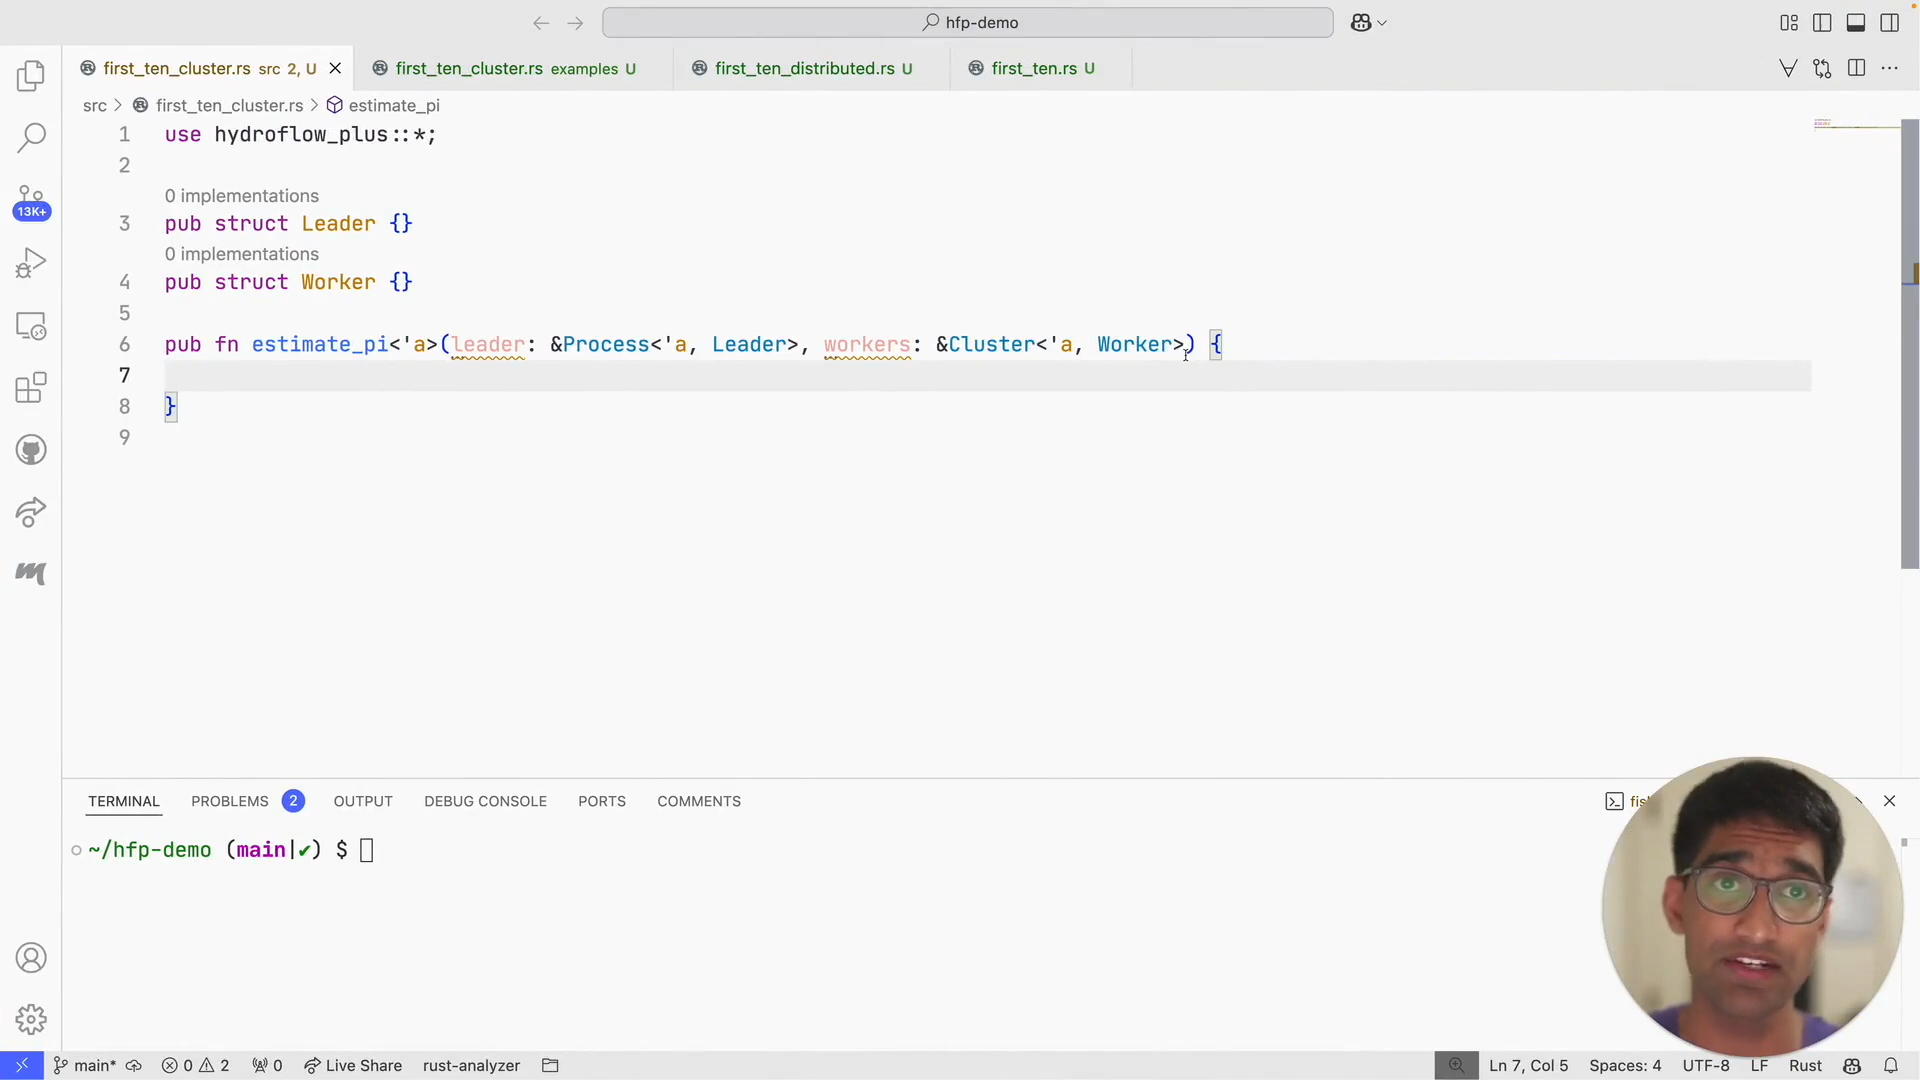 hfp-demo
first_ten_cluster.rs src 2, U
first_ten_cluster.rs examples U
first_ten_distributed.rs U
first_ten.rs U
src > first_ten_cluster.rs > estimate_pi
1 use hydroflow_plus::*;
2
0 implementations
3 pub struct Leader {}
0 implementations
4 pub struct Worker {}
5
6 pub fn estimate_pi<'a>(leader: &Process<'a, Leader>, workers: &Cluster<'a, Worker>) {
7
8 }
9
13K+
TERMINAL PROBLEMS 2 OUTPUT DEBUG CONSOLE PORTS COMMENTS
~/hfp-demo (main|✔) $
main* 0 2 0 Live Share rust-analyzer Ln 7, Col 5 Spaces: 4 UTF-8 LF Rust